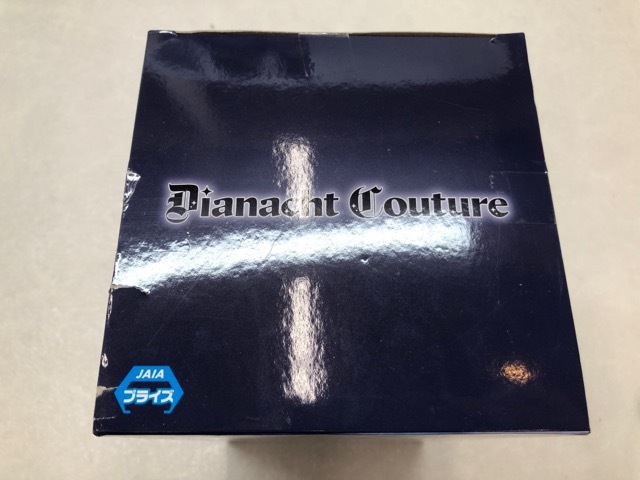 Dianacht Couture
JAIA
プライズ